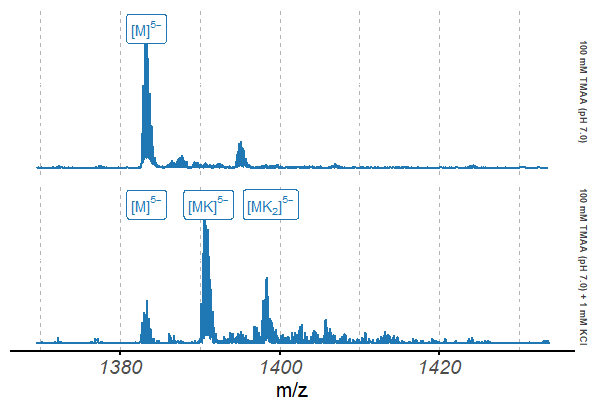 [M]⁵⁻
100 mM TMAA (pH 7.0)
[M]⁵⁻ [MK]⁵⁻ [MK₂]⁵⁻
100 mM TMAA (pH 7.0) + 1 mM KCl
1380 1400 1420
m/z